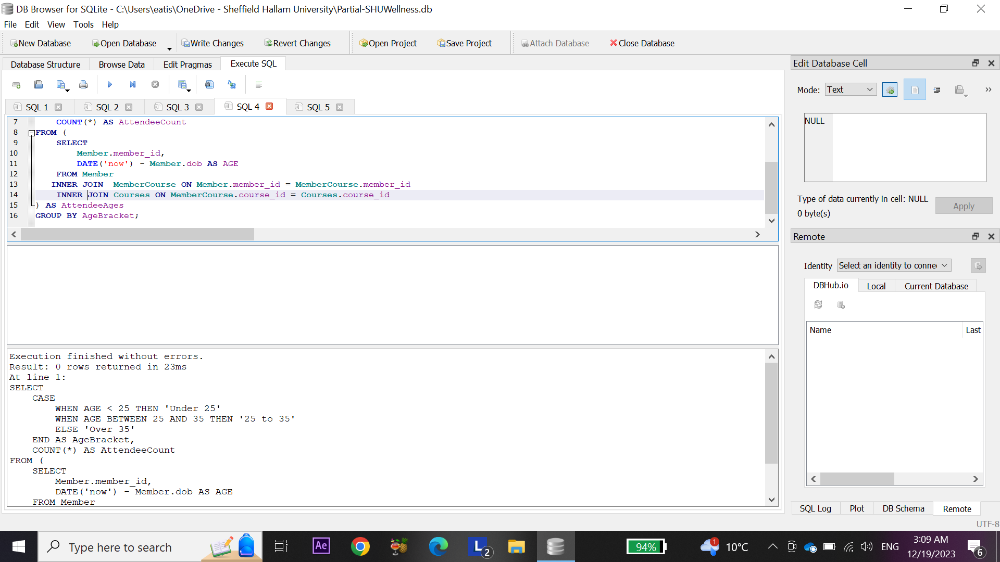 DB Browser for SQLite - C:\Users\eatis\OneDrive - Sheffield Hallam University\Partial-SHUWellness.db
File Edit View Tools Help
New Database Open Database Write Changes Revert Changes Open Project Save Project Attach Database Close Database
Database Structure Browse Data Edit Pragmas Execute SQL
SQL 1 SQL 2 SQL 3 SQL 4 SQL 5
7 COUNT(*) AS AttendeeCount
8 FROM (
9 SELECT
10 Member.member_id,
11 DATE('now') - Member.dob AS AGE
12 FROM Member
13 INNER JOIN MemberCourse ON Member.member_id = MemberCourse.member_id
14 INNER JOIN Courses ON MemberCourse.course_id = Courses.course_id
15 ) AS AttendeeAges
16 GROUP BY AgeBracket;
Execution finished without errors.
Result: 0 rows returned in 23ms
At line 1:
SELECT
CASE
WHEN AGE < 25 THEN 'Under 25'
WHEN AGE BETWEEN 25 AND 35 THEN '25 to 35'
ELSE 'Over 35'
END AS AgeBracket,
COUNT(*) AS AttendeeCount
FROM (
SELECT
Member.member_id,
DATE('now') - Member.dob AS AGE
FROM Member
Edit Database Cell
Mode: Text
NULL
Type of data currently in cell: NULL
0 byte(s)
Apply
Remote
Identity Select an identity to conne
DBHub.io Local Current Database
Name Last
SQL Log Plot DB Schema Remote
UTF-8
Type here to search
Ae
L 2
94%
1
10°C
ENG
3:09 AM
12/19/2023
6